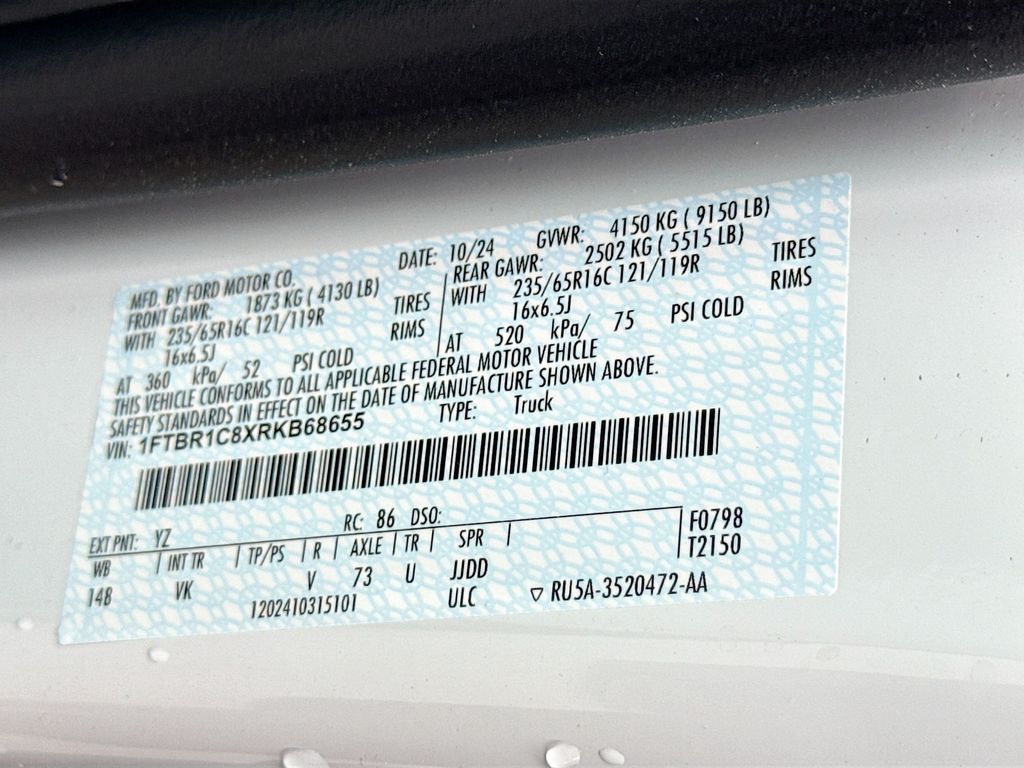 MFD. BY FORD MOTOR CO. DATE: 10/24 GVWR: 4150 KG ( 9150 LB)
FRONT GAWR: 1873 KG ( 4130 LB) REAR GAWR: 2502 KG ( 5515 LB)
WITH 235/65R16C 121/119R TIRES WITH 235/65R16C 121/119R TIRES
16x6.5J RIMS 16x6.5J RIMS
AT 360 kPa/ 52 PSI COLD AT 520 kPa/ 75 PSI COLD
THIS VEHICLE CONFORMS TO ALL APPLICABLE FEDERAL MOTOR VEHICLE
SAFETY STANDARDS IN EFFECT ON THE DATE OF MANUFACTURE SHOWN ABOVE.
VIN: 1FTBR1C8XRKB68655 TYPE: Truck
EXT PNT: YZ RC: 86 DSO: F0798
WB INT TR TP/PS R AXLE TR SPR T2150
148 VK V 73 U JJDD
1202410315101 ULC ▽ RU5A-3520472-AA